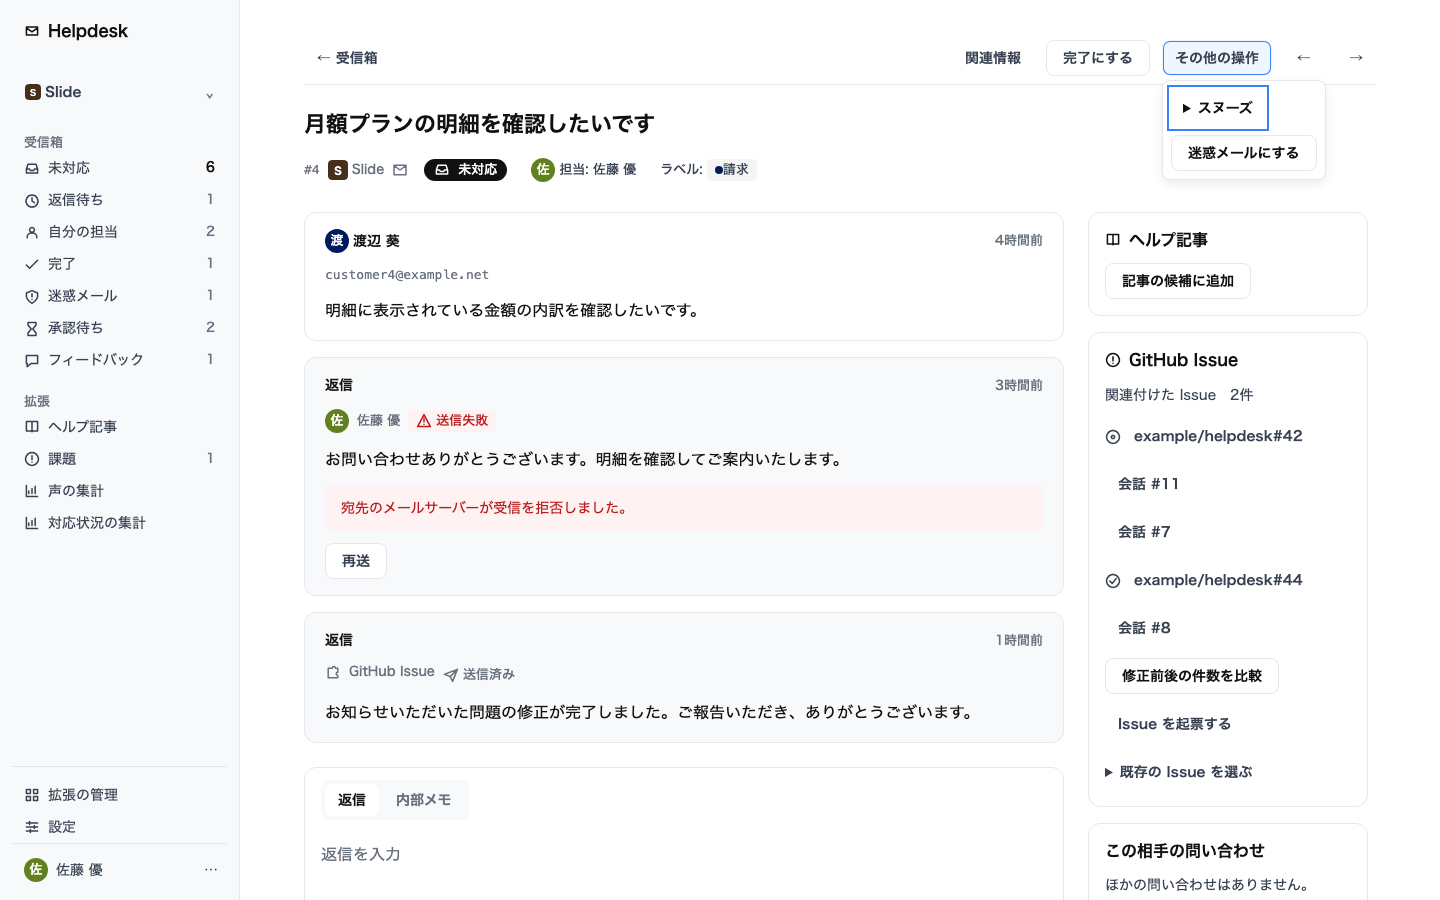 Helpdesk
S Slide
受信箱
未対応 6
返信待ち 1
自分の担当 2
完了 1
迷惑メール 1
承認待ち 2
フィードバック 1
拡張
ヘルプ記事
課題 1
声の集計
対応状況の集計
拡張の管理
設定
佐 佐藤 優 …
← 受信箱 関連情報 完了にする その他の操作 ← →
▶ スヌーズ
迷惑メールにする
月額プランの明細を確認したいです
#4 S Slide 未対応 佐 担当: 佐藤 優 ラベル: 請求
渡 渡辺 葵 4時間前
customer4@example.net
明細に表示されている金額の内訳を確認したいです。
返信 3時間前
佐 佐藤 優 送信失敗
お問い合わせありがとうございます。明細を確認してご案内いたします。
宛先のメールサーバーが受信を拒否しました。
再送
返信 1時間前
GitHub Issue 送信済み
お知らせいただいた問題の修正が完了しました。ご報告いただき、ありがとうございます。
返信 内部メモ
返信を入力
ヘルプ記事
記事の候補に追加
GitHub Issue
関連付けた Issue 2件
example/helpdesk#42
会話 #11
会話 #7
example/helpdesk#44
会話 #8
修正前後の件数を比較
Issue を起票する
▶ 既存の Issue を選ぶ
この相手の問い合わせ
ほかの問い合わせはありません。